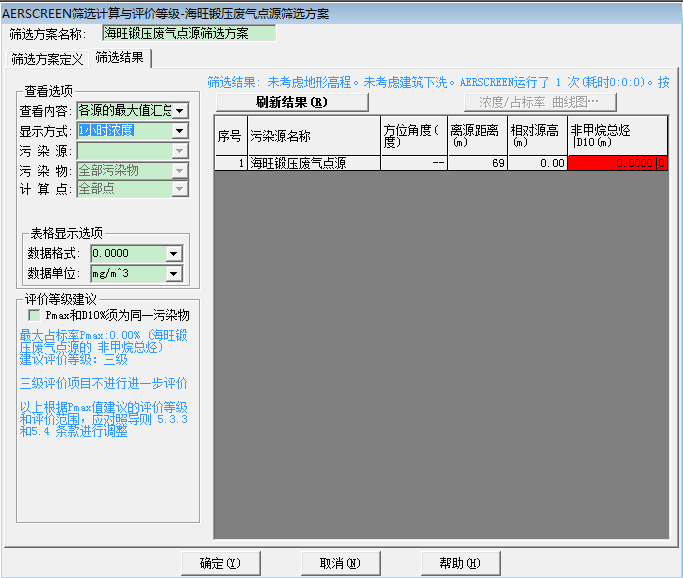 AERSCREEN筛选计算与评价等级-海旺锻压废气点源筛选方案
筛选方案名称: 海旺锻压废气点源筛选方案
筛选方案定义 筛选结果
查看选项
查看内容: 各源的最大值汇总
显示方式: 1小时浓度
污 染 源:
污 染 物: 全部污染物
计 算 点: 全部点
表格显示选项
数据格式: 0.0000
数据单位: mg/m^3
评价等级建议
Pmax和D10%须为同一污染物
最大占标率Pmax:0.00% (海旺锻
压废气点源的 非甲烷总烃)
建议评价等级: 三级
三级评价项目不进行进一步评价
以上根据Pmax值建议的评价等级
和评价范围，应对照导则 5.3.3
和5.4 条款进行调整
筛选结果: 未考虑地形高程。未考虑建筑下洗。AERSCREEN运行了 1 次(耗时0:0:0)。按
刷新结果(R)
浓度/占标率 曲线图…
序号 污染源名称 方位角度(度) 离源距离(m) 相对源高(m) 非甲烷总烃|D10(m)
1 海旺锻压废气点源 -- 69 0.00 0.0000|0
确定(Y) 取消(N) 帮助(H)